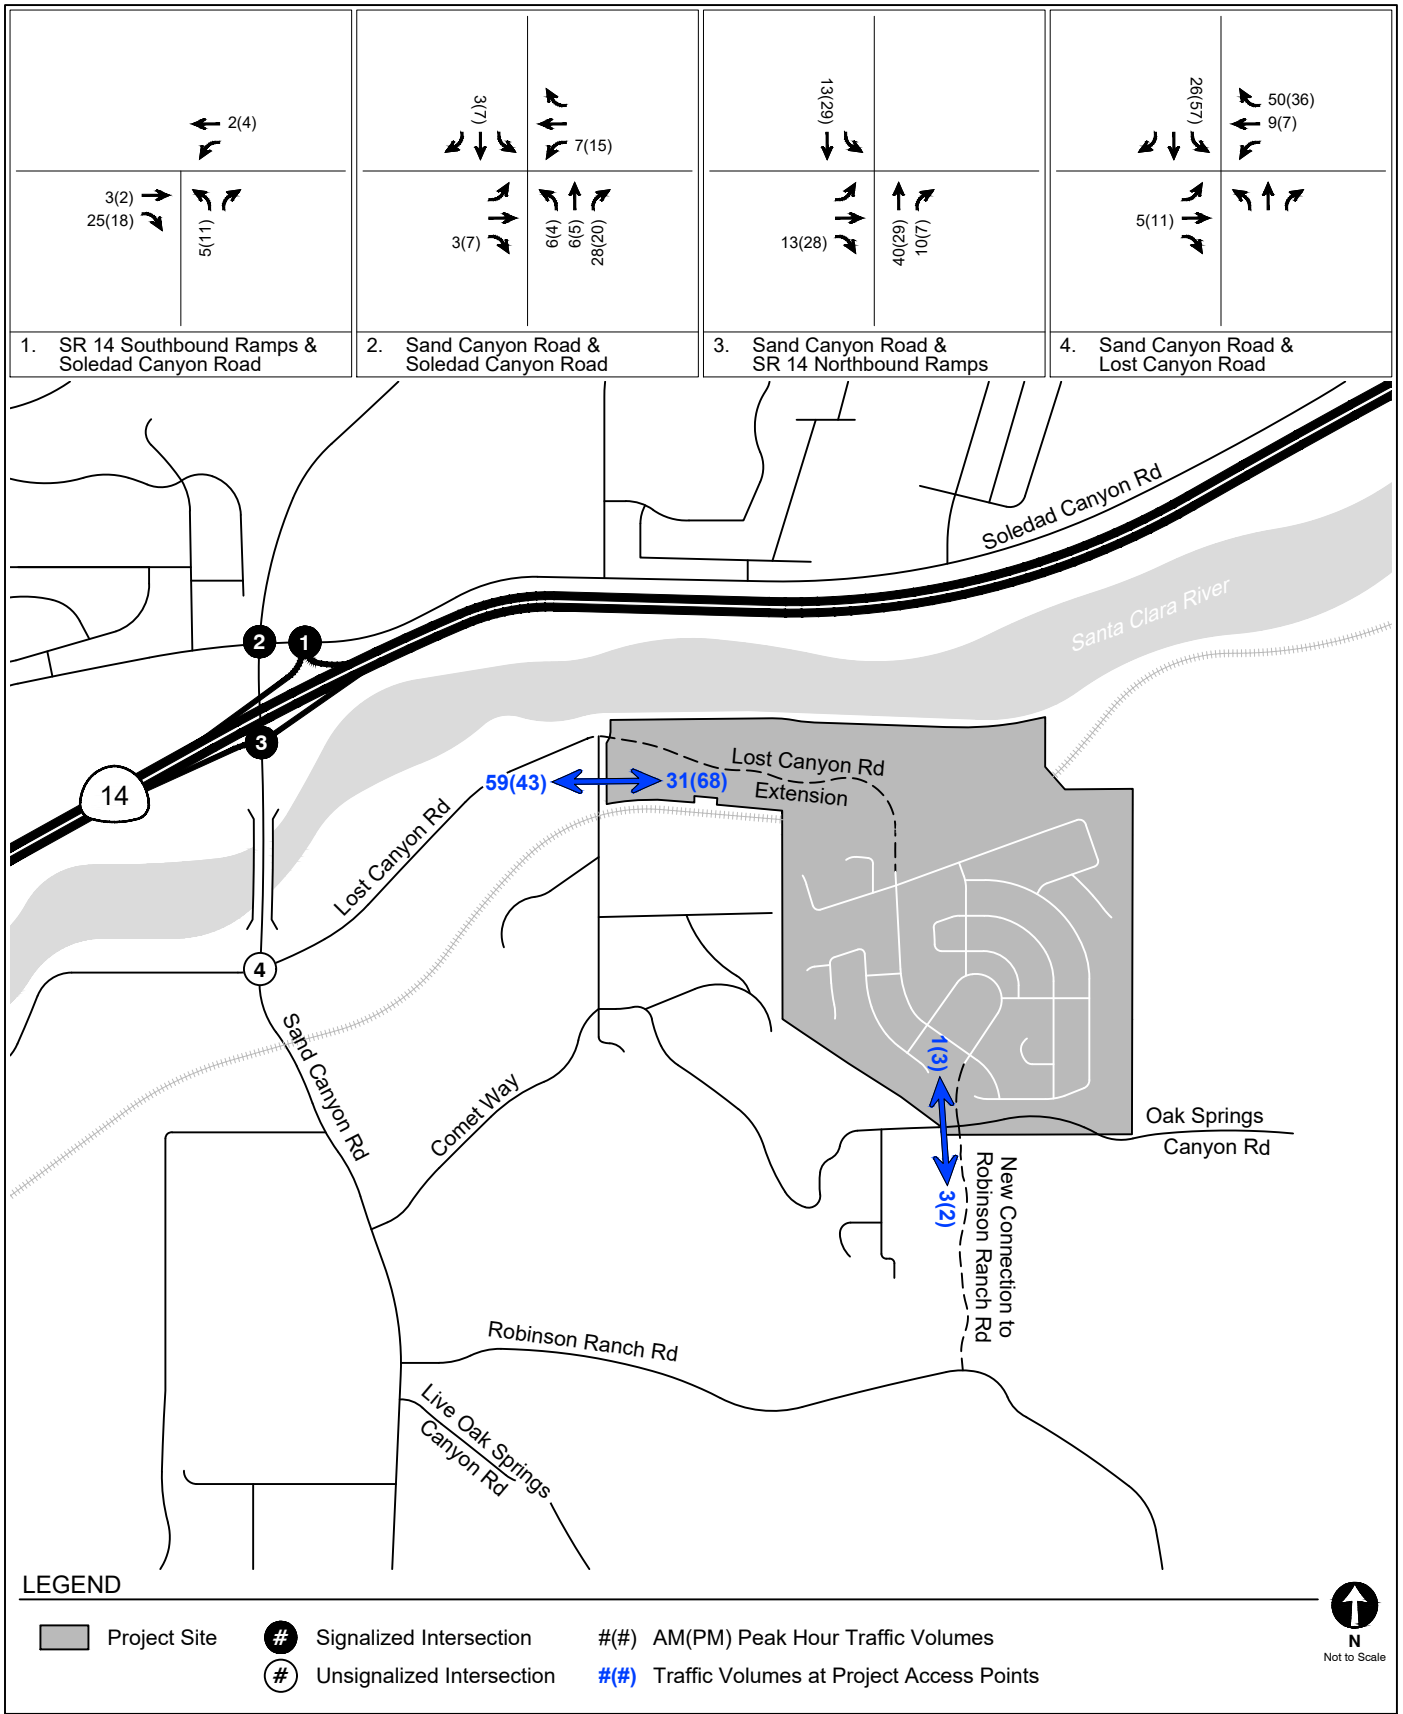 2(4)
3(2)
25(18)
5(11)
1. SR 14 Southbound Ramps &
Soledad Canyon Road
3(7)
7(15)
3(7)
6(4)
6(5)
28(20)
2. Sand Canyon Road &
Soledad Canyon Road
13(29)
13(28)
40(29)
10(7)
3. Sand Canyon Road &
SR 14 Northbound Ramps
26(57)
50(36)
9(7)
5(11)
4. Sand Canyon Road &
Lost Canyon Road
Soledad Canyon Rd
Santa Clara River
2
1
3
14
Lost Canyon Rd
Extension
59(43)
31(68)
Lost Canyon Rd
4
Sand Canyon Rd
Comet Way
1(3)
3(2)
Oak Springs
Canyon Rd
New Connection to
Robinson Ranch Rd
Robinson Ranch Rd
Live Oak Springs
Canyon Rd
LEGEND
Project Site
# Signalized Intersection
#(#) AM(PM) Peak Hour Traffic Volumes
# Unsignalized Intersection
#(#) Traffic Volumes at Project Access Points
N
Not to Scale